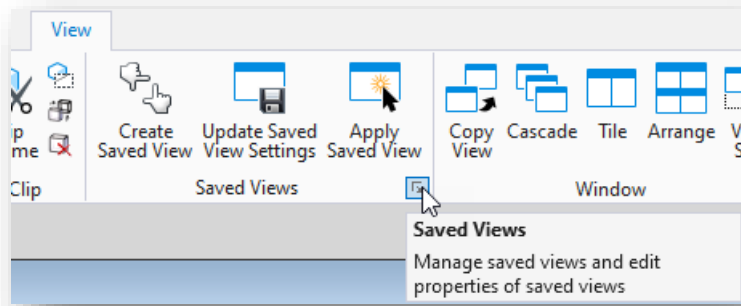 View
Create
Saved View
Update Saved
View Settings
Apply
Saved View
Copy
View
Cascade
Tile
Arrange
Clip
Saved Views
Window
Saved Views
Manage saved views and edit
properties of saved views